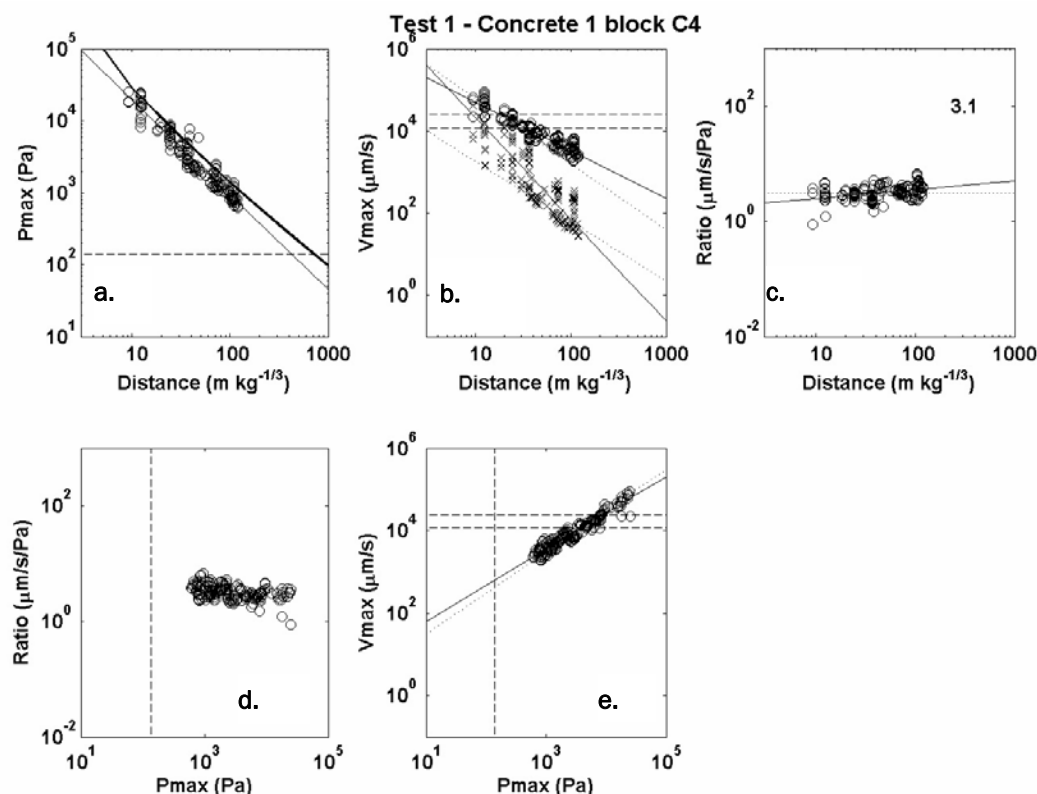 Test 1 - Concrete 1 block C4
10^5
10^4
10^3
10^2
10^1
Pmax (Pa)
a.
10
100
1000
Distance (m kg^-1/3)
10^6
10^4
10^2
10^0
Vmax (μm/s)
b.
10
100
1000
Distance (m kg^-1/3)
10^2
10^0
10^-2
Ratio (μm/s/Pa)
3.1
c.
10
100
1000
Distance (m kg^-1/3)
10^2
10^0
10^-2
Ratio (μm/s/Pa)
d.
10^1
10^3
10^5
Pmax (Pa)
10^6
10^4
10^2
10^0
Vmax (μm/s)
e.
10^1
10^3
10^5
Pmax (Pa)